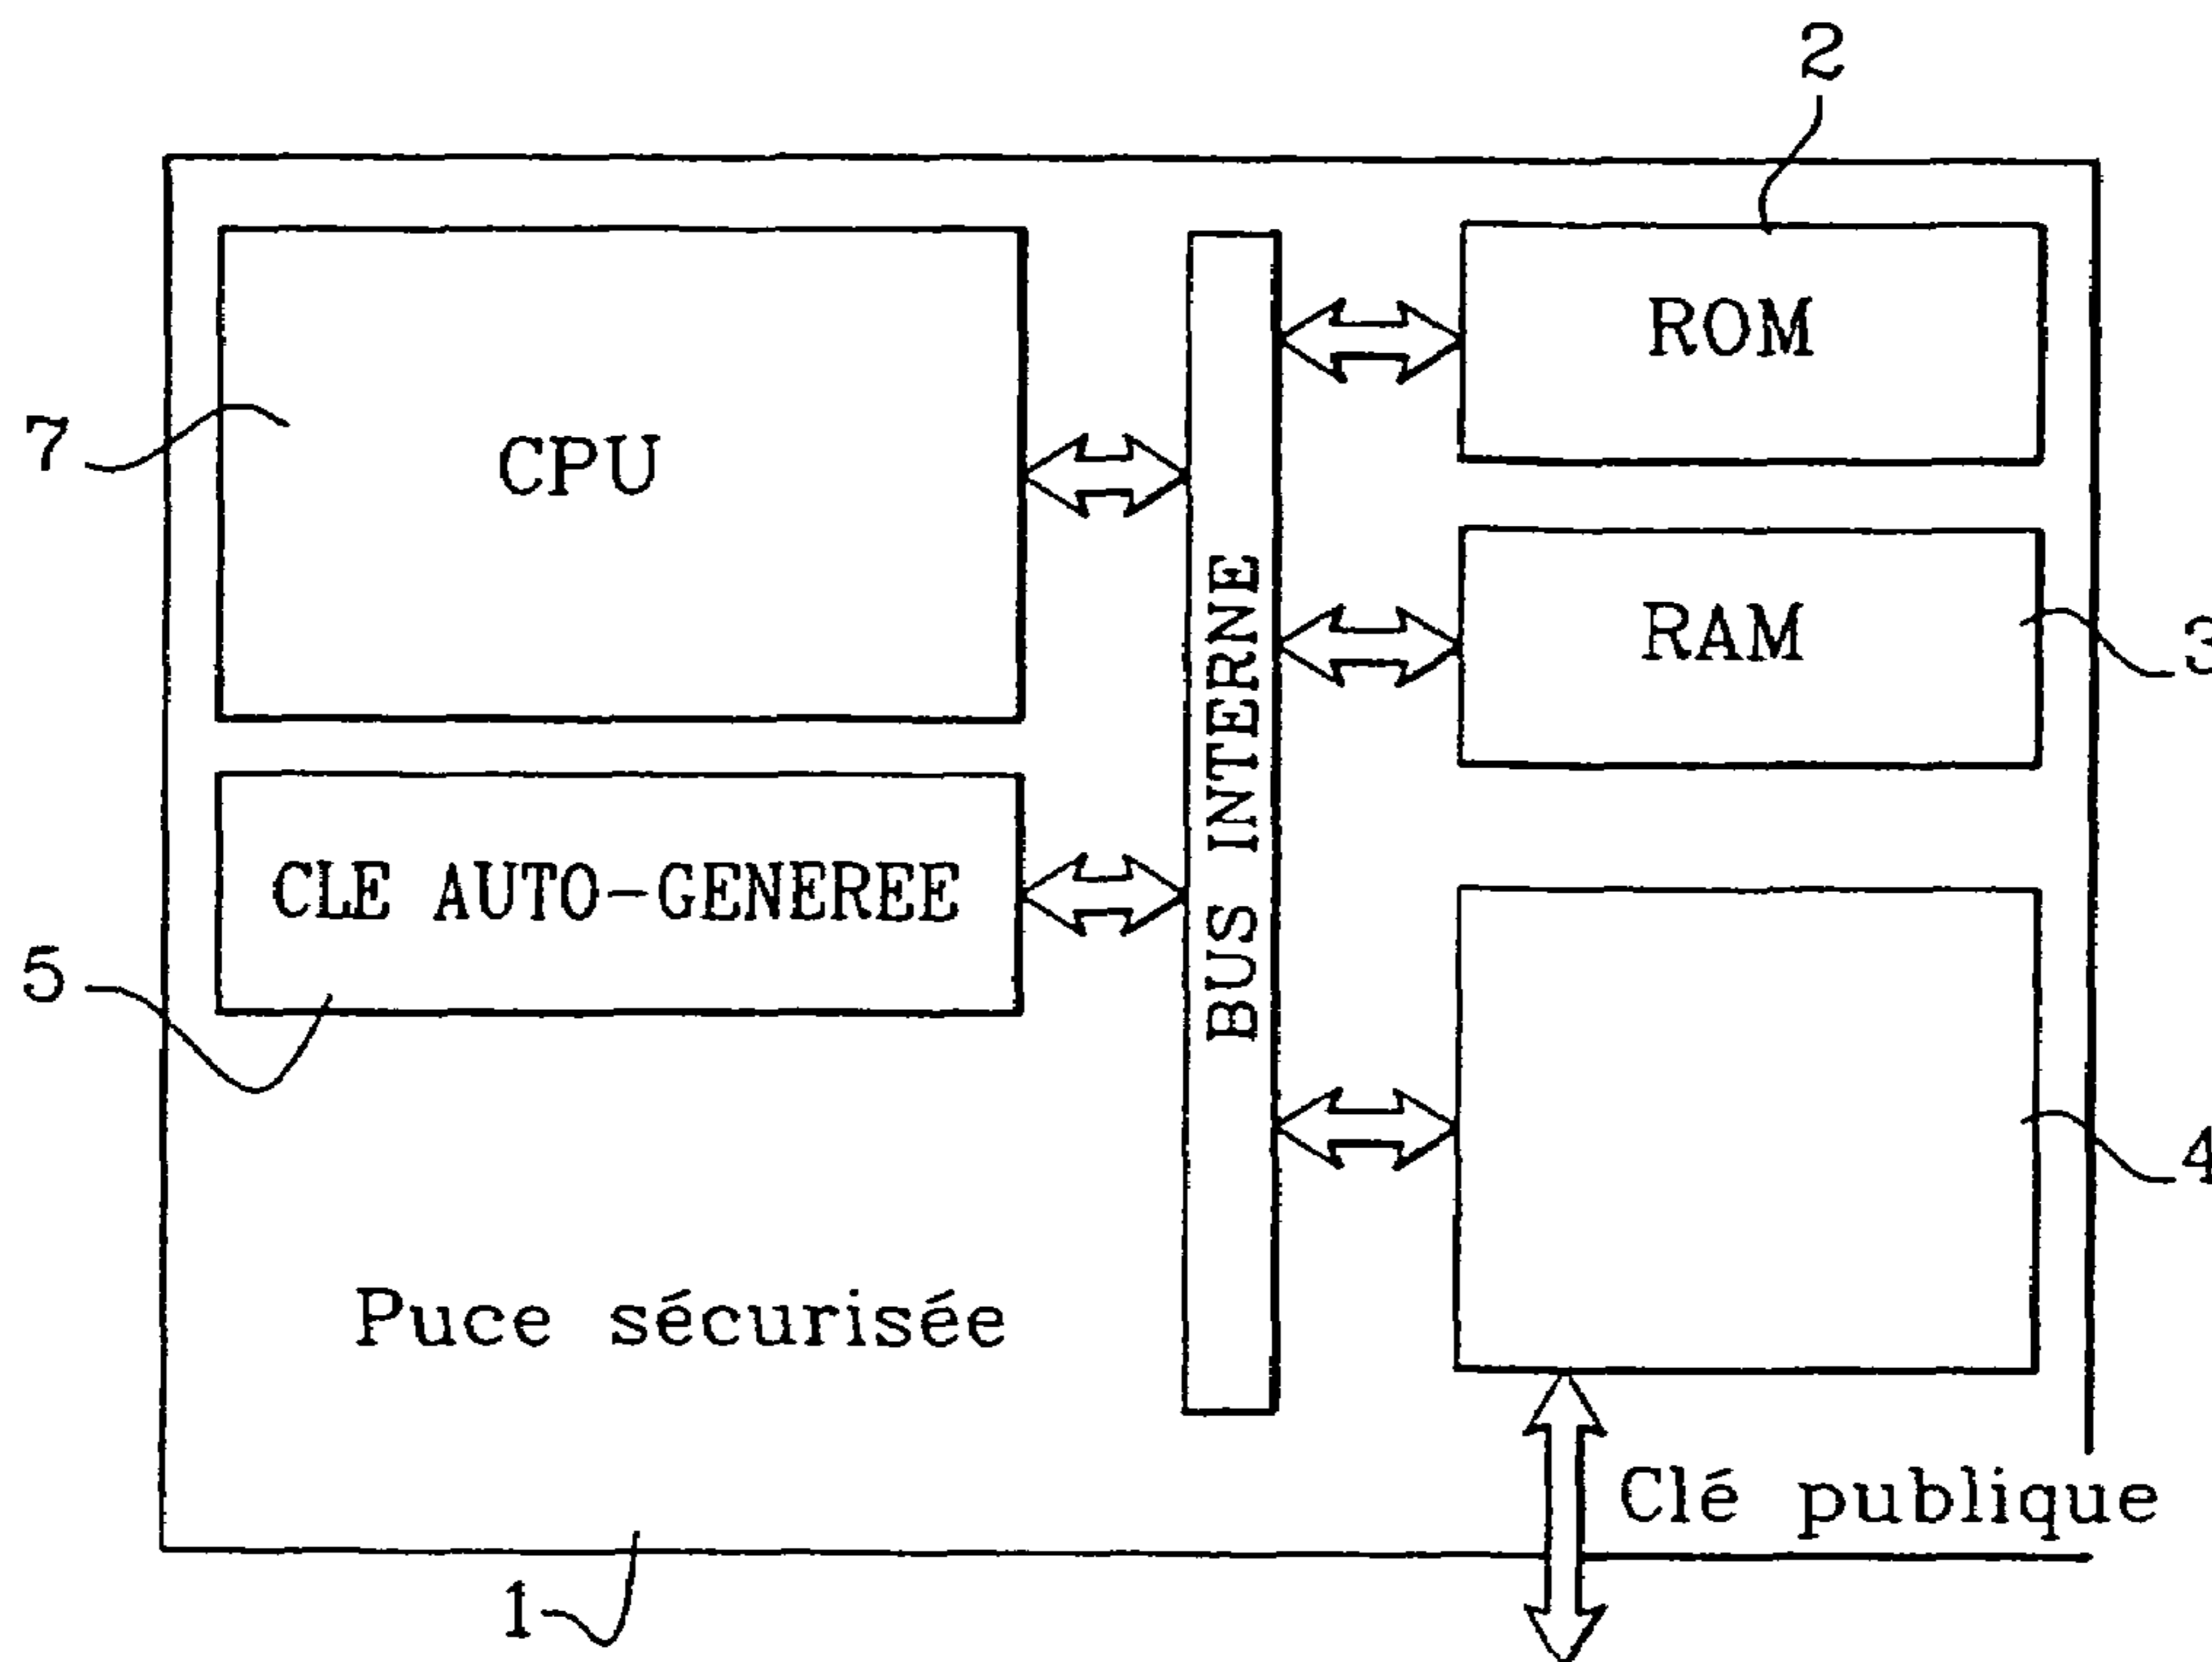 2
ROM
7
CPU
RAM
3
BUS INTERNE
CLE AUTO-GENEREE
5
4
Puce sécurisée
Clé publique
1